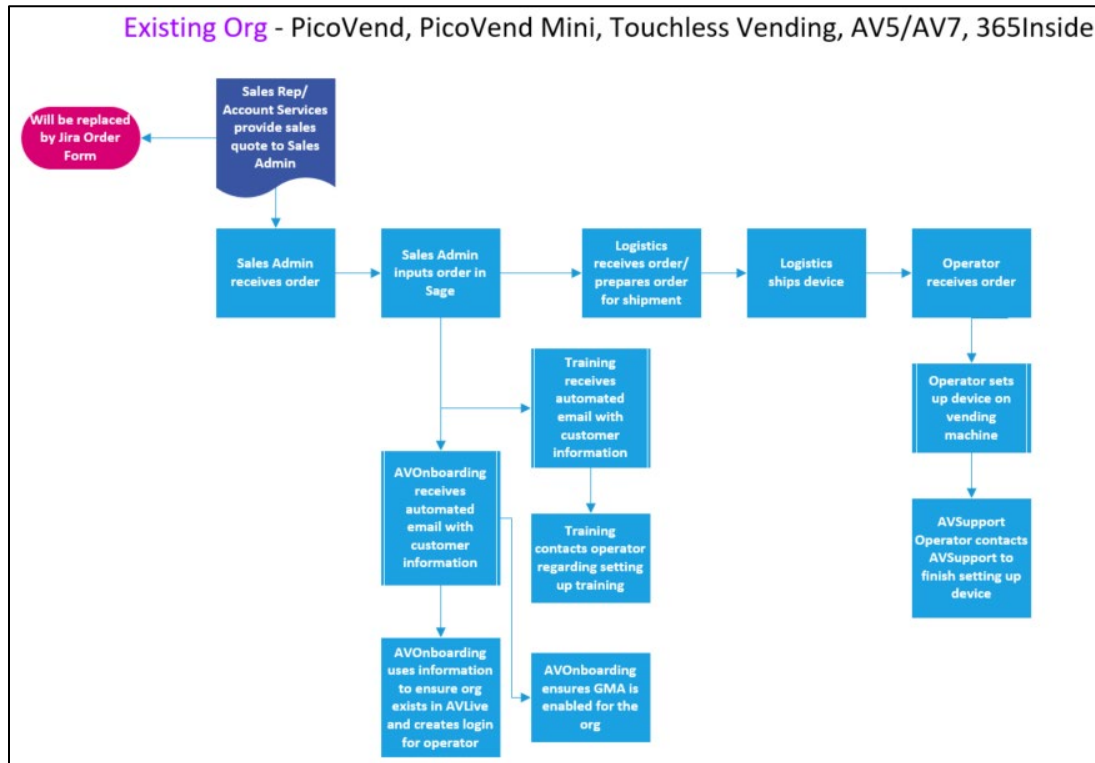 Existing Org - PicoVend, PicoVend Mini, Touchless Vending, AV5/AV7, 365Inside
Will be replaced
by Jira Order
Form
Sales Rep/
Account Services
provide sales
quote to Sales
Admin
Sales Admin
receives order
Sales Admin
inputs order in
Sage
Logistics
receives order/
prepares order
for shipment
Logistics
ships device
Operator
receives order
Training
receives
automated
email with
customer
information
Operator sets
up device on
vending
machine
AVOnboarding
receives
automated
email with
customer
information
Training
contacts operator
regarding setting
up training
AVSupport
Operator contacts
AVSupport to
finish setting up
device
AVOnboarding
uses information
to ensure org
exists in AVLive
and creates login
for operator
AVOnboarding
ensures GMA is
enabled for the
org